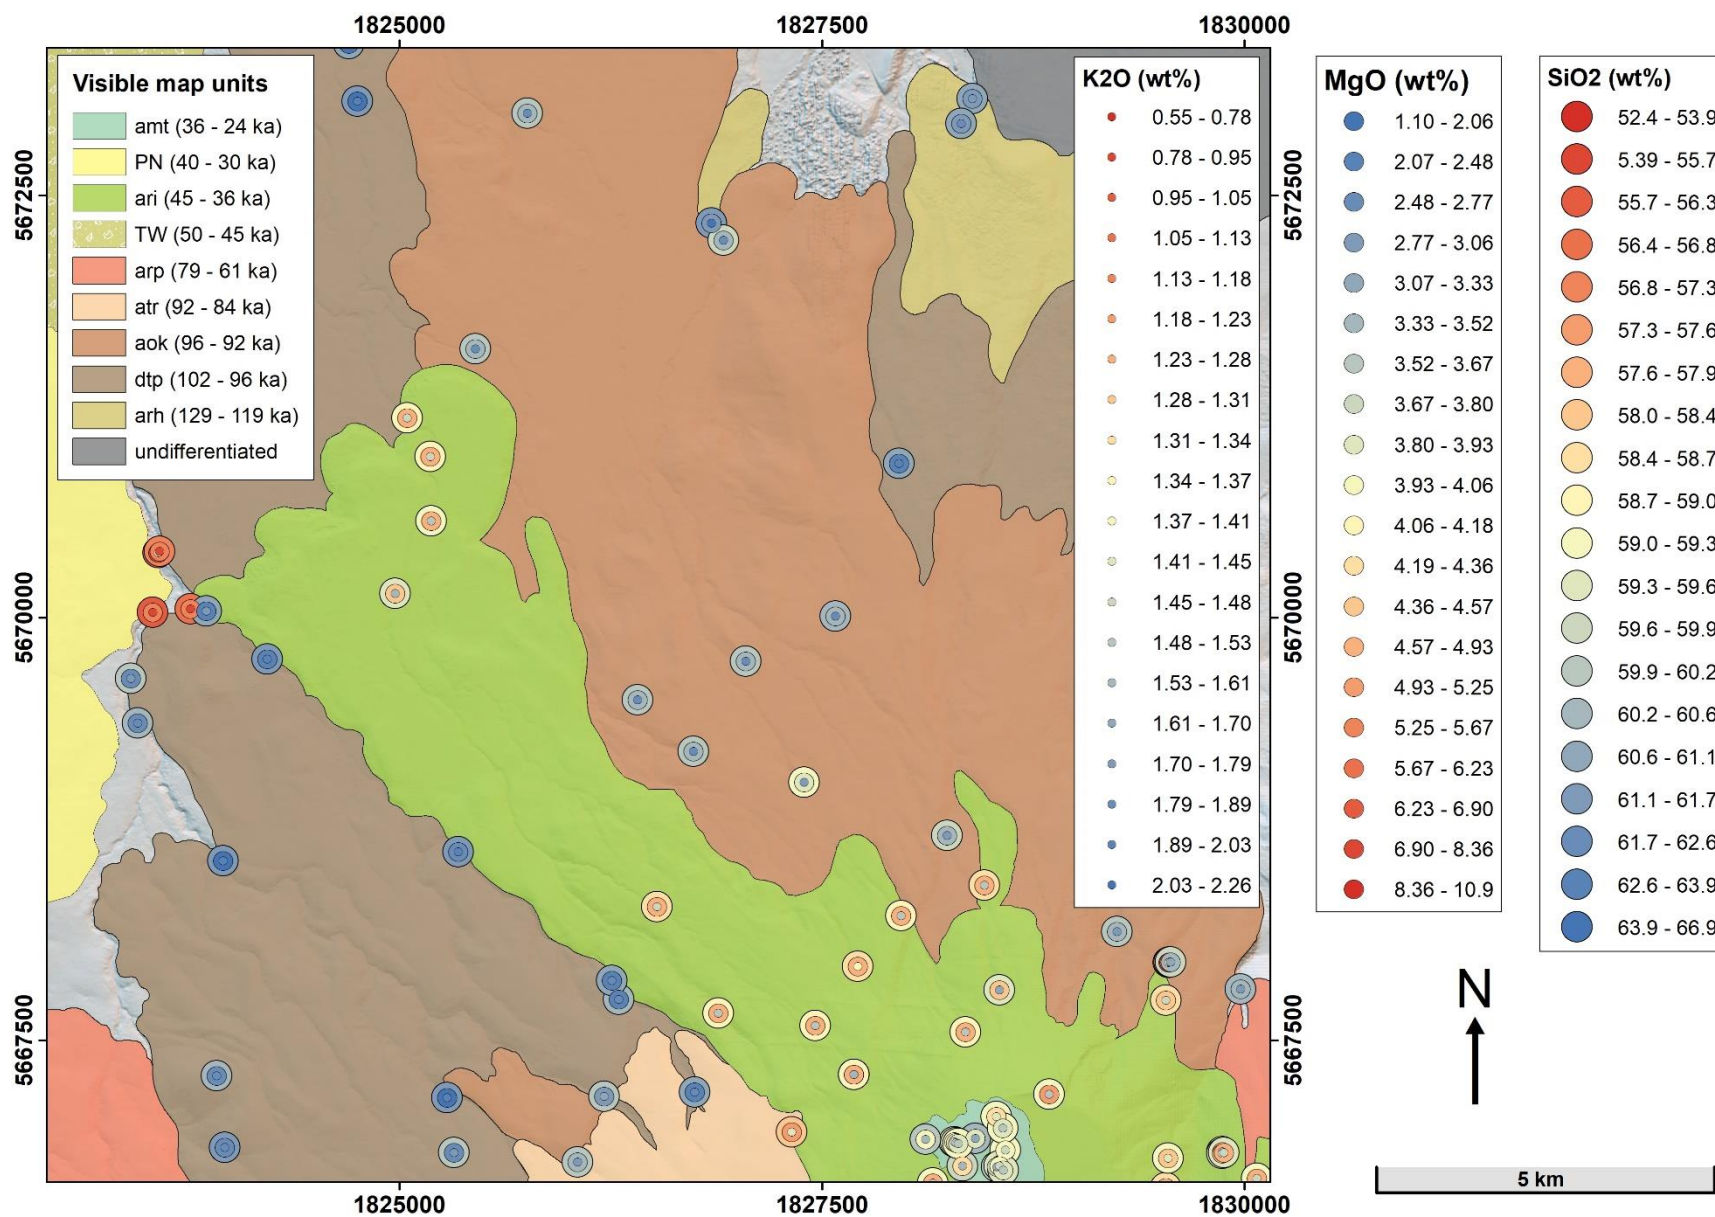 1825000 1827500 1830000
Visible map units
amt (36 - 24 ka)
PN (40 - 30 ka)
ari (45 - 36 ka)
TW (50 - 45 ka)
arp (79 - 61 ka)
atr (92 - 84 ka)
aok (96 - 92 ka)
dtp (102 - 96 ka)
arh (129 - 119 ka)
undifferentiated
5672500
5670000
5667500
K2O (wt%)
0.55 - 0.78
0.78 - 0.95
0.95 - 1.05
1.05 - 1.13
1.13 - 1.18
1.18 - 1.23
1.23 - 1.28
1.28 - 1.31
1.31 - 1.34
1.34 - 1.37
1.37 - 1.41
1.41 - 1.45
1.45 - 1.48
1.48 - 1.53
1.53 - 1.61
1.61 - 1.70
1.70 - 1.79
1.79 - 1.89
1.89 - 2.03
2.03 - 2.26
5672500
5670000
5667500
MgO (wt%)
1.10 - 2.06
2.07 - 2.48
2.48 - 2.77
2.77 - 3.06
3.07 - 3.33
3.33 - 3.52
3.52 - 3.67
3.67 - 3.80
3.80 - 3.93
3.93 - 4.06
4.06 - 4.18
4.19 - 4.36
4.36 - 4.57
4.57 - 4.93
4.93 - 5.25
5.25 - 5.67
5.67 - 6.23
6.23 - 6.90
6.90 - 8.36
8.36 - 10.9
SiO2 (wt%)
52.4 - 53.9
5.39 - 55.7
55.7 - 56.3
56.4 - 56.8
56.8 - 57.3
57.3 - 57.6
57.6 - 57.9
58.0 - 58.4
58.4 - 58.7
58.7 - 59.0
59.0 - 59.3
59.3 - 59.6
59.6 - 59.9
59.9 - 60.2
60.2 - 60.6
60.6 - 61.1
61.1 - 61.7
61.7 - 62.6
62.6 - 63.9
63.9 - 66.9
N
5 km
1825000 1827500 1830000